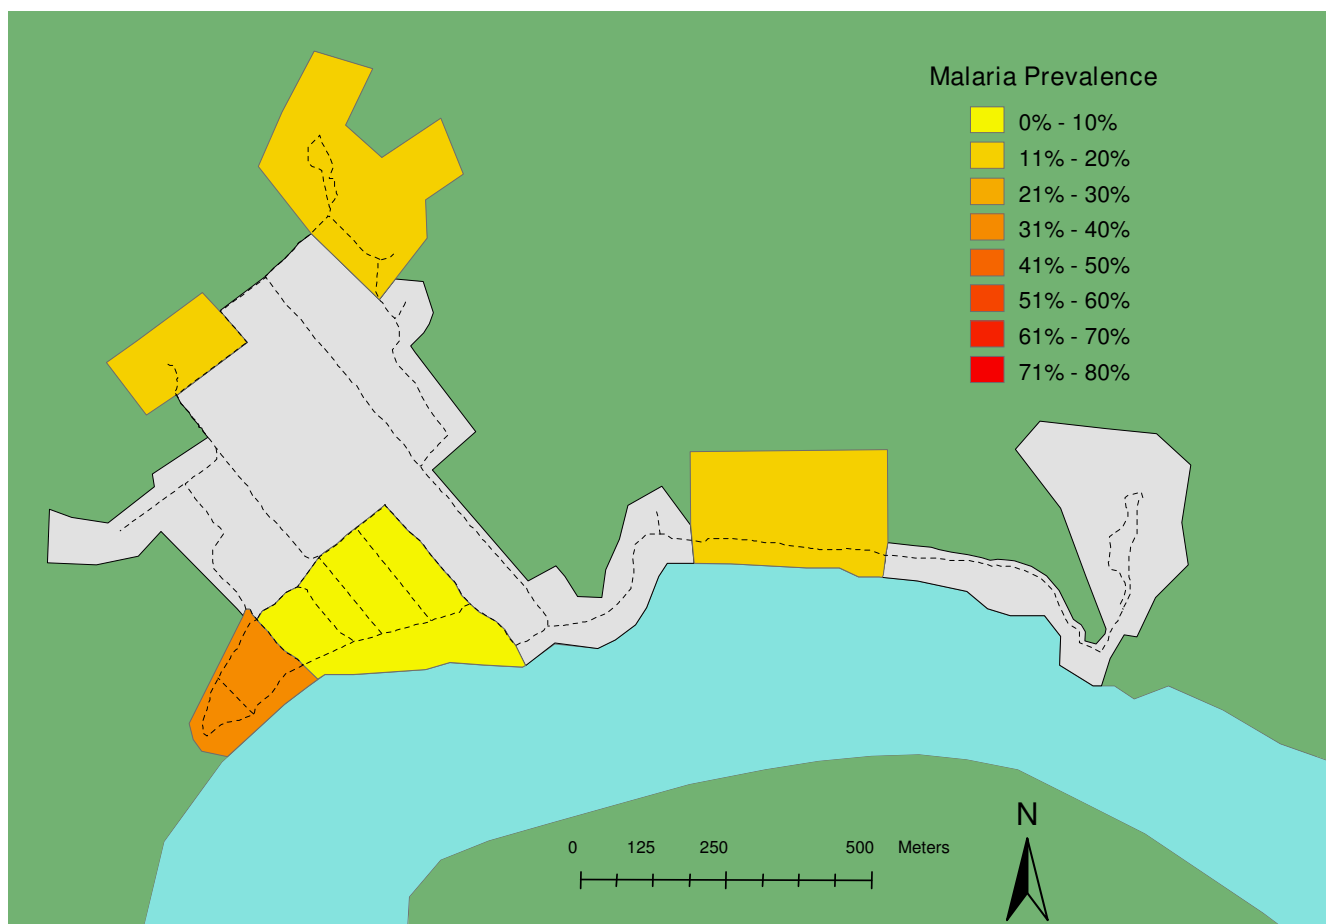 Malaria Prevalence
0% - 10%
11% - 20%
21% - 30%
31% - 40%
41% - 50%
51% - 60%
61% - 70%
71% - 80%
N
0 125 250 500 Meters